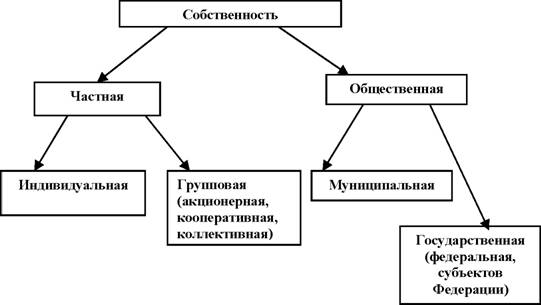 Собственность
Частная
Общественная
Индивидуальная
Групповая
(акционерная,
кооперативная,
коллективная)
Муниципальная
Государственная
(федеральная,
субъектов
Федерации)